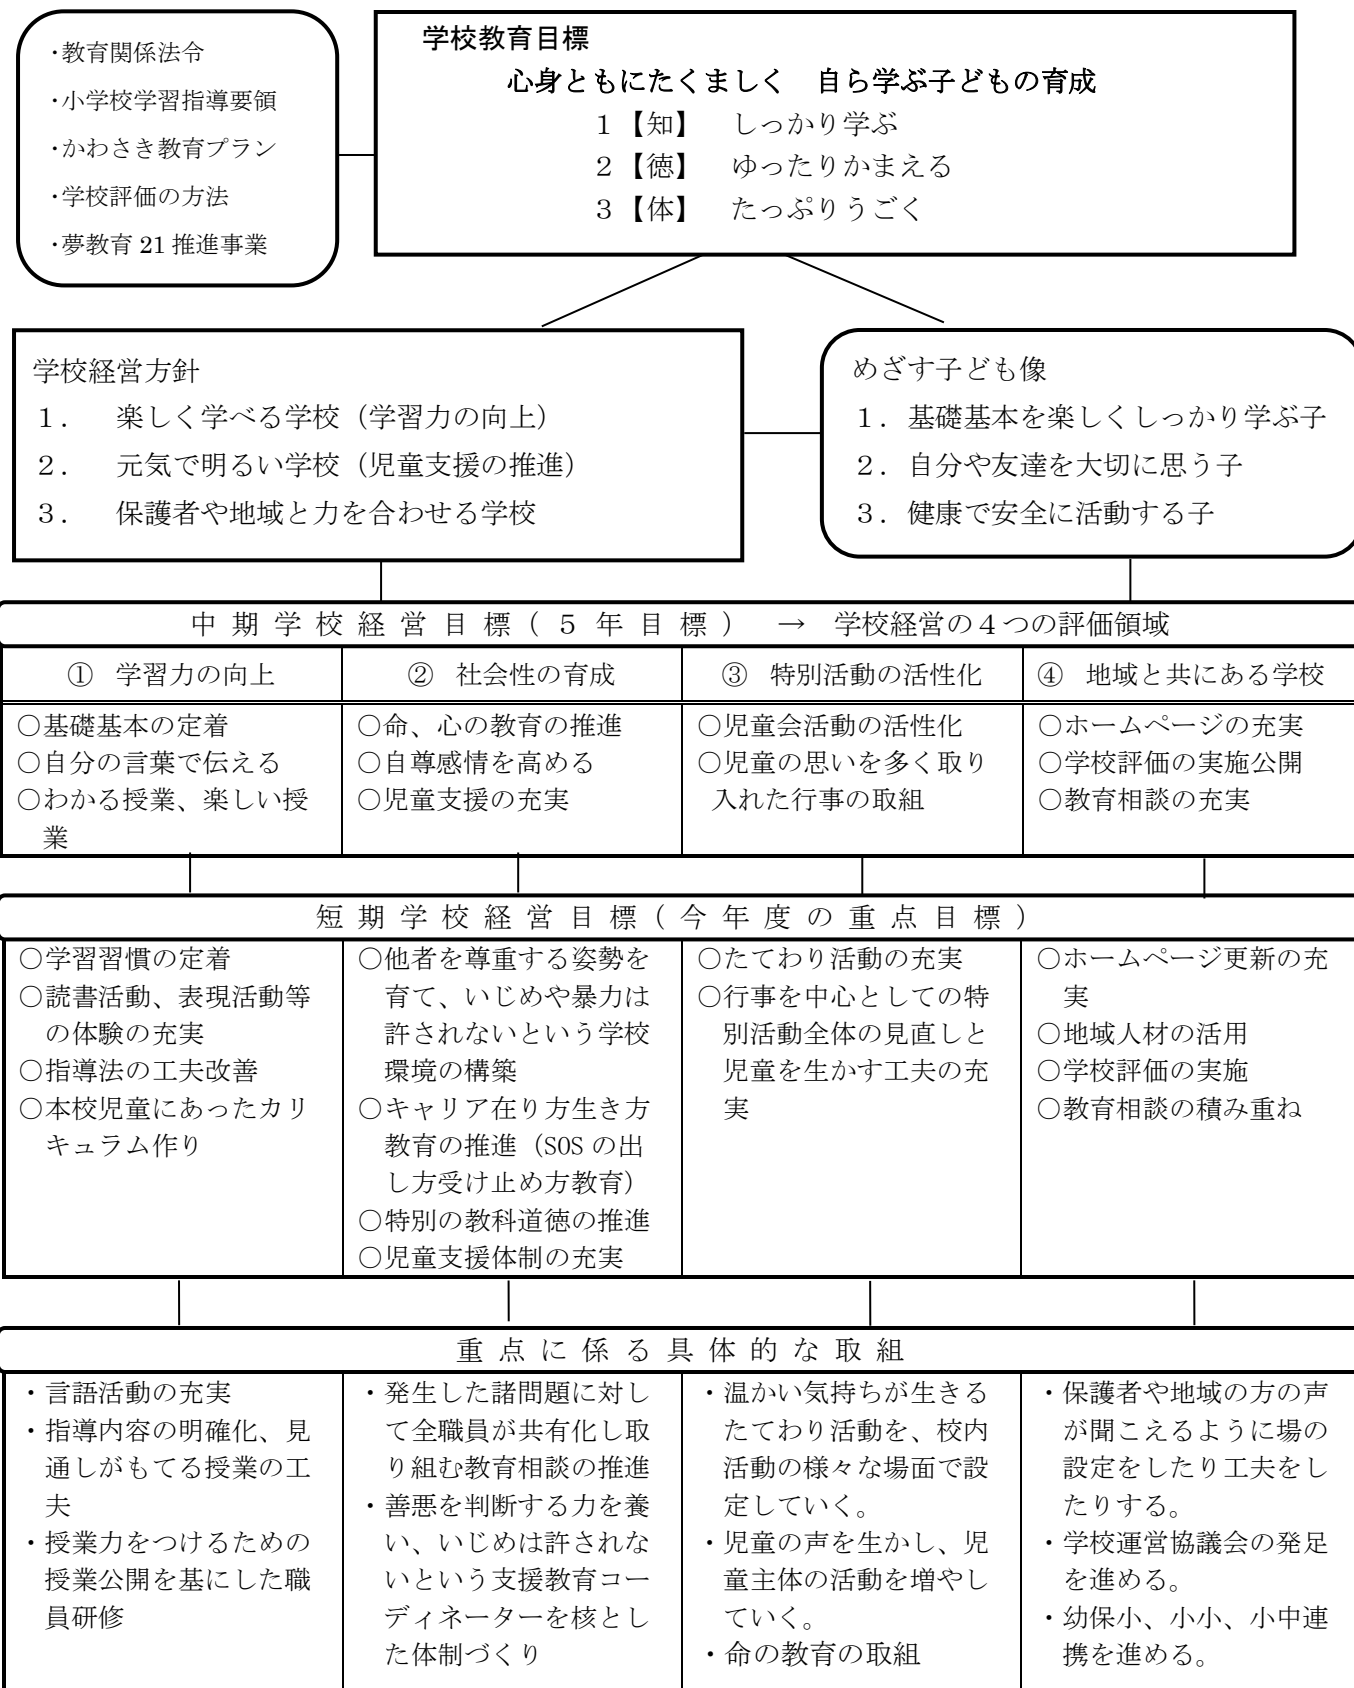 ・教育関係法令
・小学校学習指導要領
・かわさき教育プラン
・学校評価の方法
・夢教育 21 推進事業
学校教育目標
心身ともにたくましく　自ら学ぶ子どもの育成
１【知】　しっかり学ぶ
２【徳】　ゆったりかまえる
３【体】　たっぷりうごく
学校経営方針
１．　楽しく学べる学校（学習力の向上）
２．　元気で明るい学校（児童支援の推進）
３．　保護者や地域と力を合わせる学校
めざす子ども像
１．基礎基本を楽しくしっかり学ぶ子
２．自分や友達を大切に思う子
３．健康で安全に活動する子
中期学校経営目標（５年目標）　→　学校経営の４つの評価領域
①　学習力の向上
○基礎基本の定着
○自分の言葉で伝える
○わかる授業、楽しい授
業
②　社会性の育成
○命、心の教育の推進
○自尊感情を高める
○児童支援の充実
③　特別活動の活性化
○児童会活動の活性化
○児童の思いを多く取り
入れた行事の取組
④　地域と共にある学校
○ホームページの充実
○学校評価の実施公開
○教育相談の充実
短期学校経営目標（今年度の重点目標）
○学習習慣の定着
○読書活動、表現活動等
の体験の充実
○指導法の工夫改善
○本校児童にあったカリ
キュラム作り
○他者を尊重する姿勢を
育て、いじめや暴力は
許されないという学校
環境の構築
○キャリア在り方生き方
教育の推進（SOS の出
し方受け止め方教育）
○特別の教科道徳の推進
○児童支援体制の充実
○たてわり活動の充実
○行事を中心としての特
別活動全体の見直しと
児童を生かす工夫の充
実
○ホームページ更新の充
実
○地域人材の活用
○学校評価の実施
○教育相談の積み重ね
重点に係る具体的な取組
・言語活動の充実
・指導内容の明確化、見
通しがもてる授業の工
夫
・授業力をつけるための
授業公開を基にした職
員研修
・発生した諸問題に対し
て全職員が共有化し取
り組む教育相談の推進
・善悪を判断する力を養
い、いじめは許されな
いという支援教育コー
ディネーターを核とし
た体制づくり
・温かい気持ちが生きる
たてわり活動を、校内
活動の様々な場面で設
定していく。
・児童の声を生かし、児
童主体の活動を増やし
ていく。
・命の教育の取組
・保護者や地域の方の声
が聞こえるように場の
設定をしたり工夫をし
たりする。
・学校運営協議会の発足
を進める。
・幼保小、小小、小中連
携を進める。